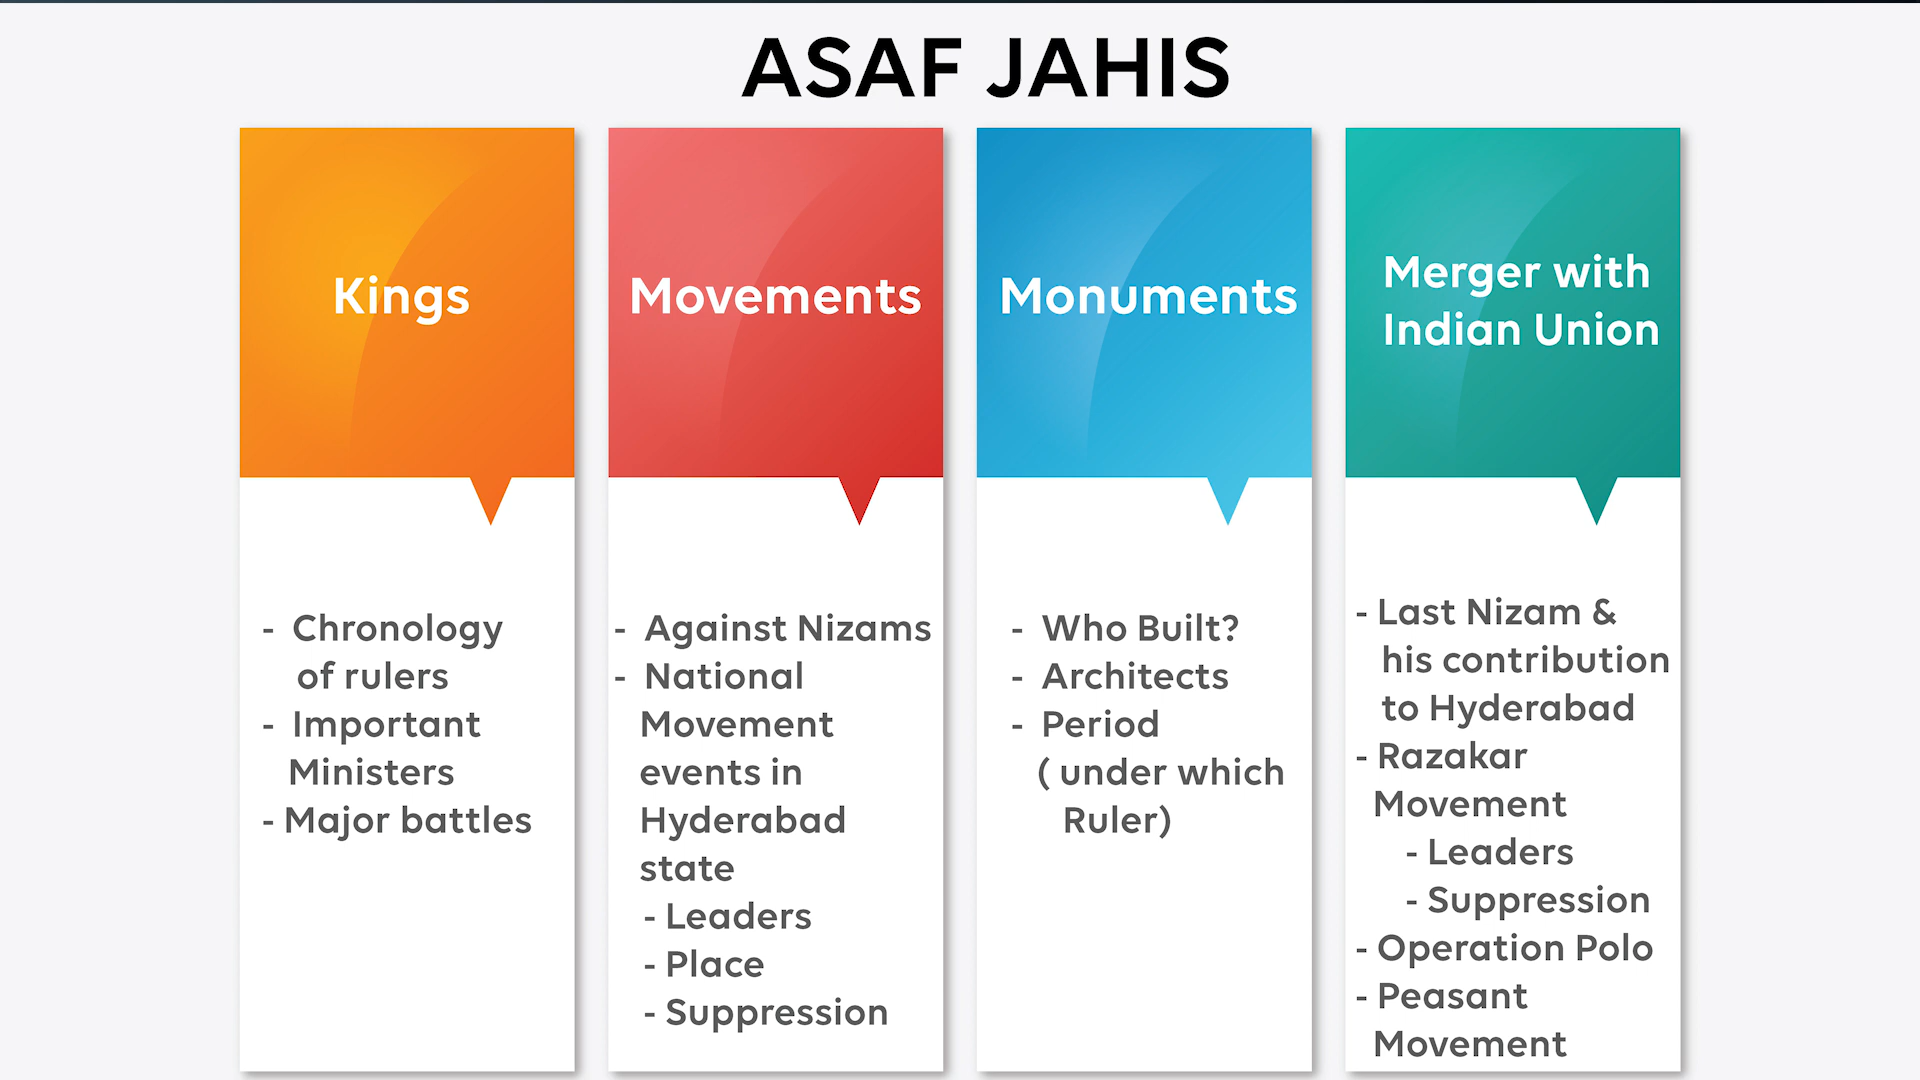 ASAF JAHIS
Kings
- Chronology
of rulers
- Important
Ministers
- Major battles
Movements
- Against Nizams
- National
Movement
events in
Hyderabad
state
- Leaders
- Place
- Suppression
Monuments
- Who Built?
- Architects
- Period
( under which
Ruler)
Merger with
Indian Union
- Last Nizam &
his contribution
to Hyderabad
- Razakar
Movement
- Leaders
- Suppression
- Operation Polo
- Peasant
Movement